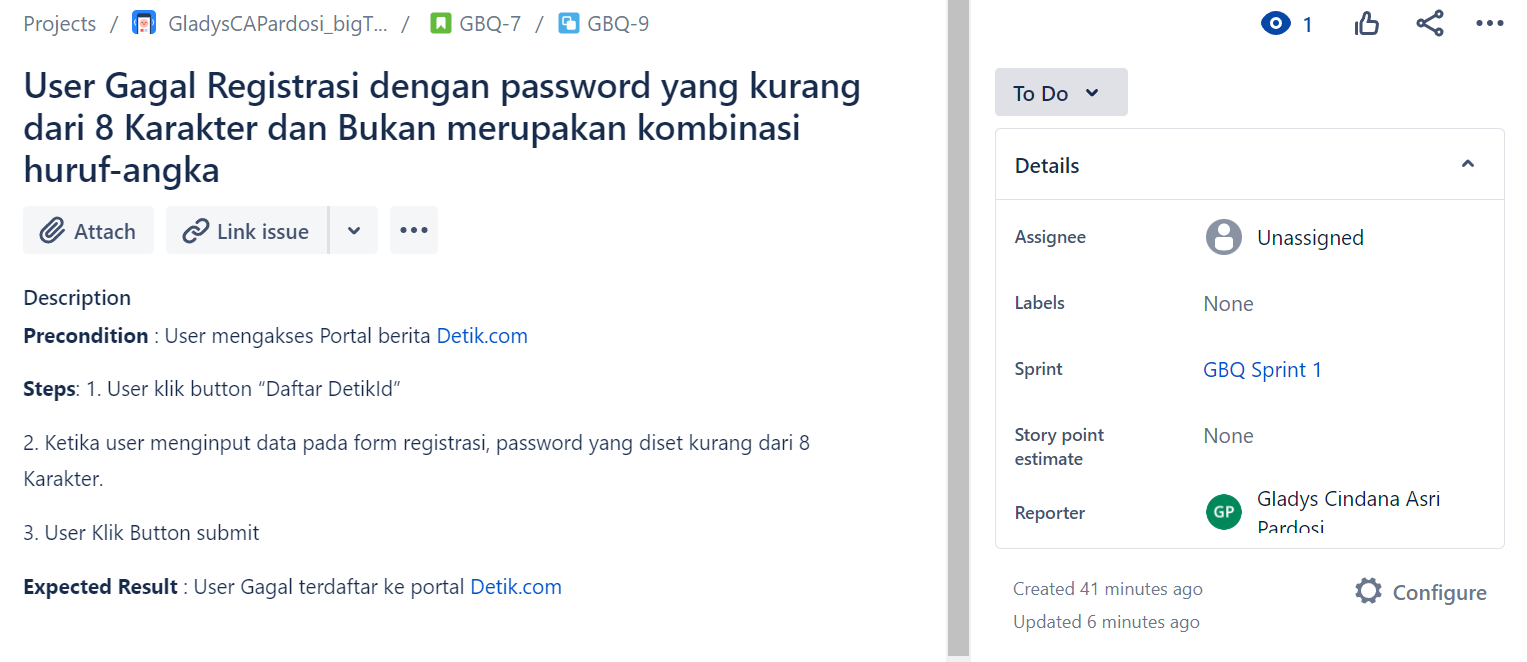 Projects / GladysCAPardosi_bigT... / GBQ-7 / GBQ-9
User Gagal Registrasi dengan password yang kurang
dari 8 Karakter dan Bukan merupakan kombinasi
huruf-angka
Attach Link issue
Description
Precondition : User mengakses Portal berita Detik.com
Steps: 1. User klik button “Daftar DetikId”
2. Ketika user menginput data pada form registrasi, password yang diset kurang dari 8
Karakter.
3. User Klik Button submit
Expected Result : User Gagal terdaftar ke portal Detik.com
1
To Do
Details
Assignee Unassigned
Labels None
Sprint GBQ Sprint 1
Story point
estimate
None
Reporter
GP
Gladys Cindana Asri
Pardosi
Created 41 minutes ago
Updated 6 minutes ago
Configure